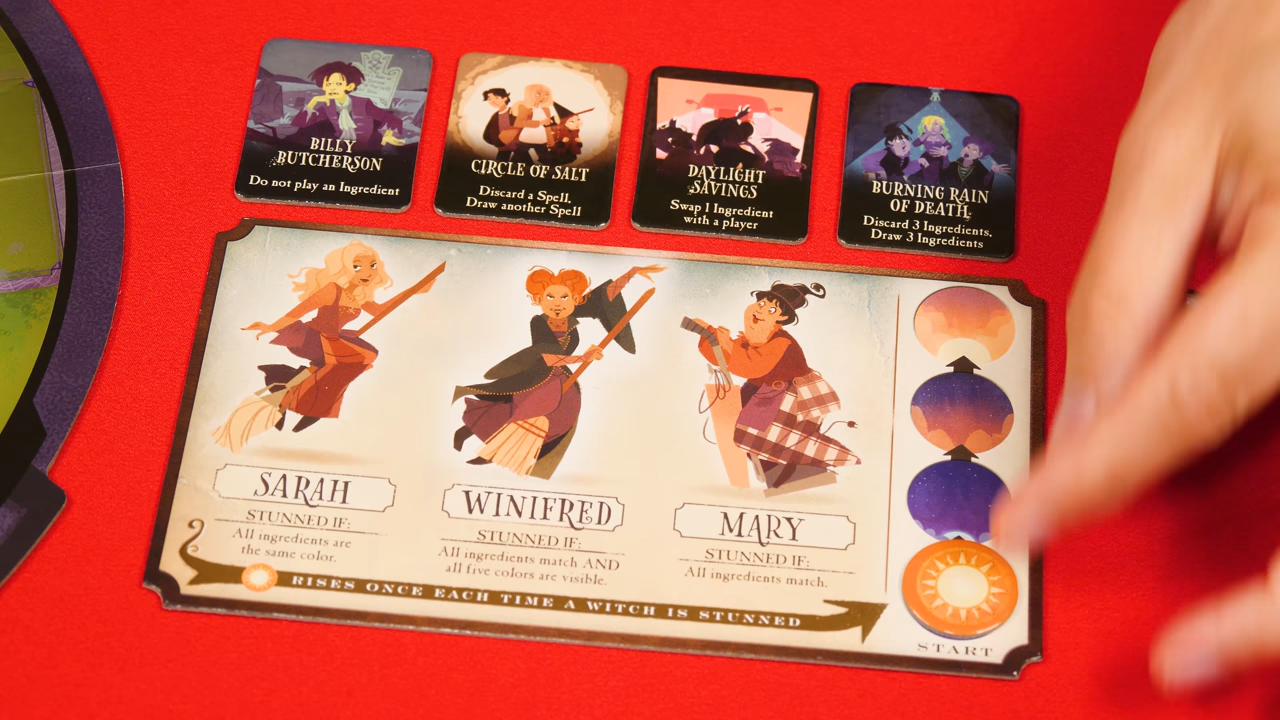 BILLY
BUTCHERSON
Do not play an Ingredient
CIRCLE OF SALT
Discard a Spell,
Draw another Spell
DAYLIGHT
SAVINGS
Swap 1 Ingredient
with a player
BURNING RAIN
OF DEATH
Discard 3 Ingredients,
Draw 3 Ingredients
SARAH
STUNNED IF:
All ingredients are
the same color.
WINIFRED
STUNNED IF:
All ingredients match AND
all five colors are visible.
MARY
STUNNED IF:
All ingredients match.
RISES ONCE EACH TIME A WITCH IS STUNNED
START